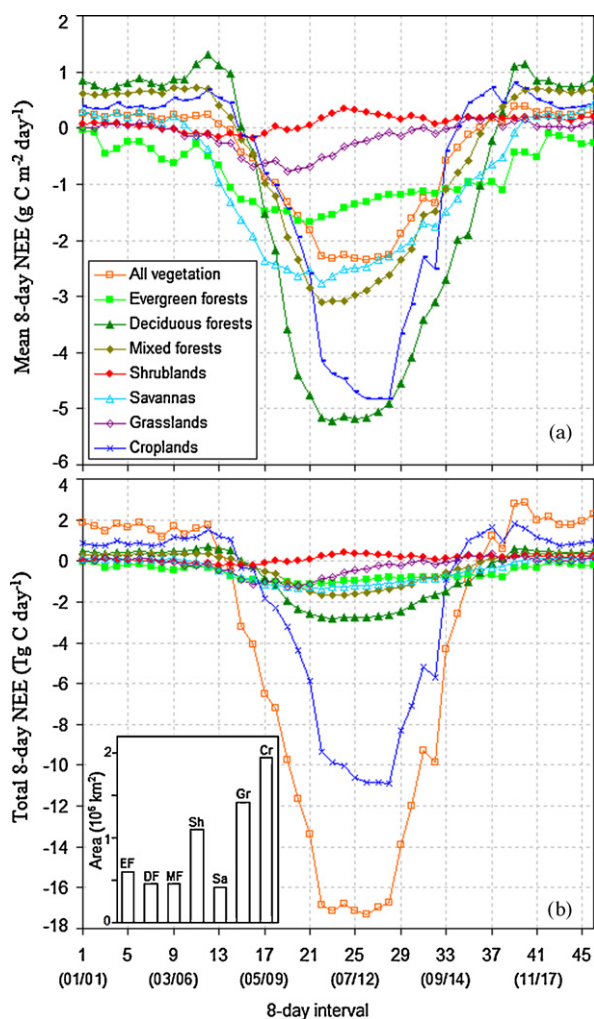 2
1
0
-1
-2
-3
-4
-5
-6
Mean 8-day NEE (g C m⁻² day⁻¹)
All vegetation
Evergreen forests
Deciduous forests
Mixed forests
Shrublands
Savannas
Grasslands
Croplands
(a)
4
2
0
-2
-4
-6
-8
-10
-12
-14
-16
-18
Total 8-day NEE (Tg C day⁻¹)
2
1
0
Area (10⁶ km²)
EF
DF
MF
Sh
Sa
Gr
Cr
(b)
1 5 9 13 17 21 25 29 33 37 41 45
(01/01) (03/06) (05/09) (07/12) (09/14) (11/17)
8-day interval